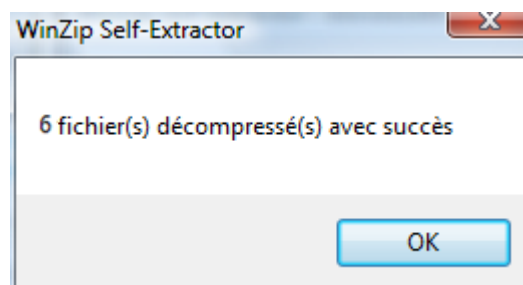 WinZip Self-Extractor
6 fichier(s) décompressé(s) avec succès
OK